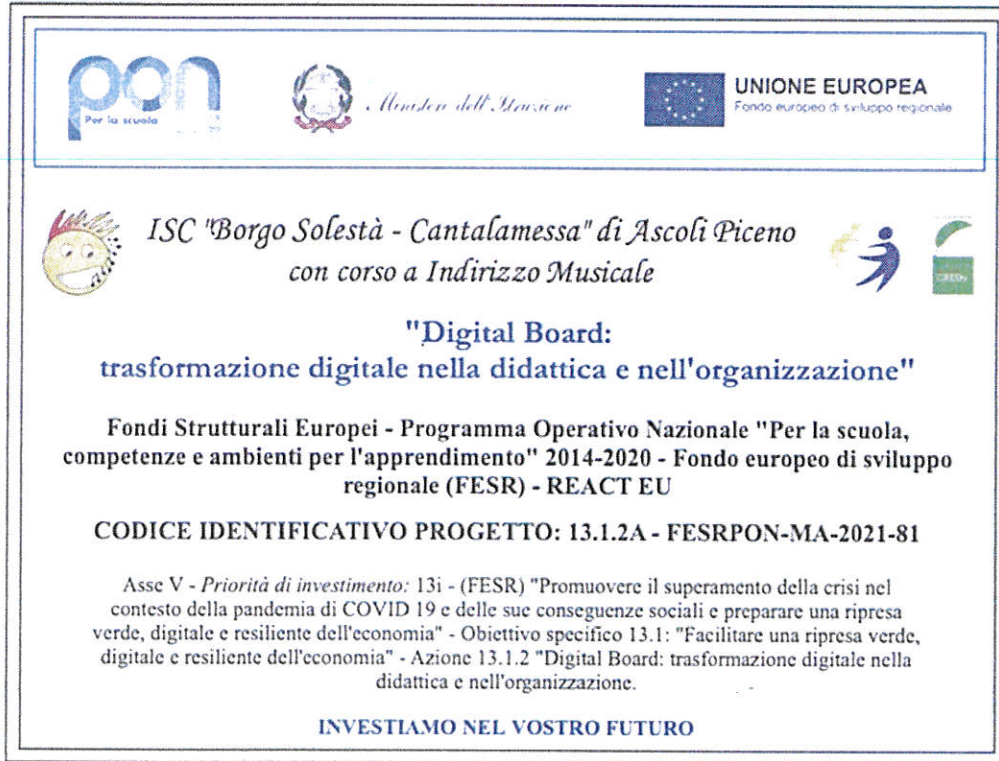 pon
Per la scuola
Ministero dell'Istruzione
UNIONE EUROPEA
Fondo europeo di sviluppo regionale
ISC "Borgo Solestà - Cantalamessa" di Ascoli Piceno
con corso a Indirizzo Musicale
GREEN
"Digital Board:
trasformazione digitale nella didattica e nell'organizzazione"
Fondi Strutturali Europei - Programma Operativo Nazionale "Per la scuola,
competenze e ambienti per l'apprendimento" 2014-2020 - Fondo europeo di sviluppo
regionale (FESR) - REACT EU
CODICE IDENTIFICATIVO PROGETTO: 13.1.2A - FESRPON-MA-2021-81
Asse V - Priorità di investimento: 13i - (FESR) "Promuovere il superamento della crisi nel
contesto della pandemia di COVID 19 e delle sue conseguenze sociali e preparare una ripresa
verde, digitale e resiliente dell'economia" - Obiettivo specifico 13.1: "Facilitare una ripresa verde,
digitale e resiliente dell'economia" - Azione 13.1.2 "Digital Board: trasformazione digitale nella
didattica e nell'organizzazione.
INVESTIAMO NEL VOSTRO FUTURO